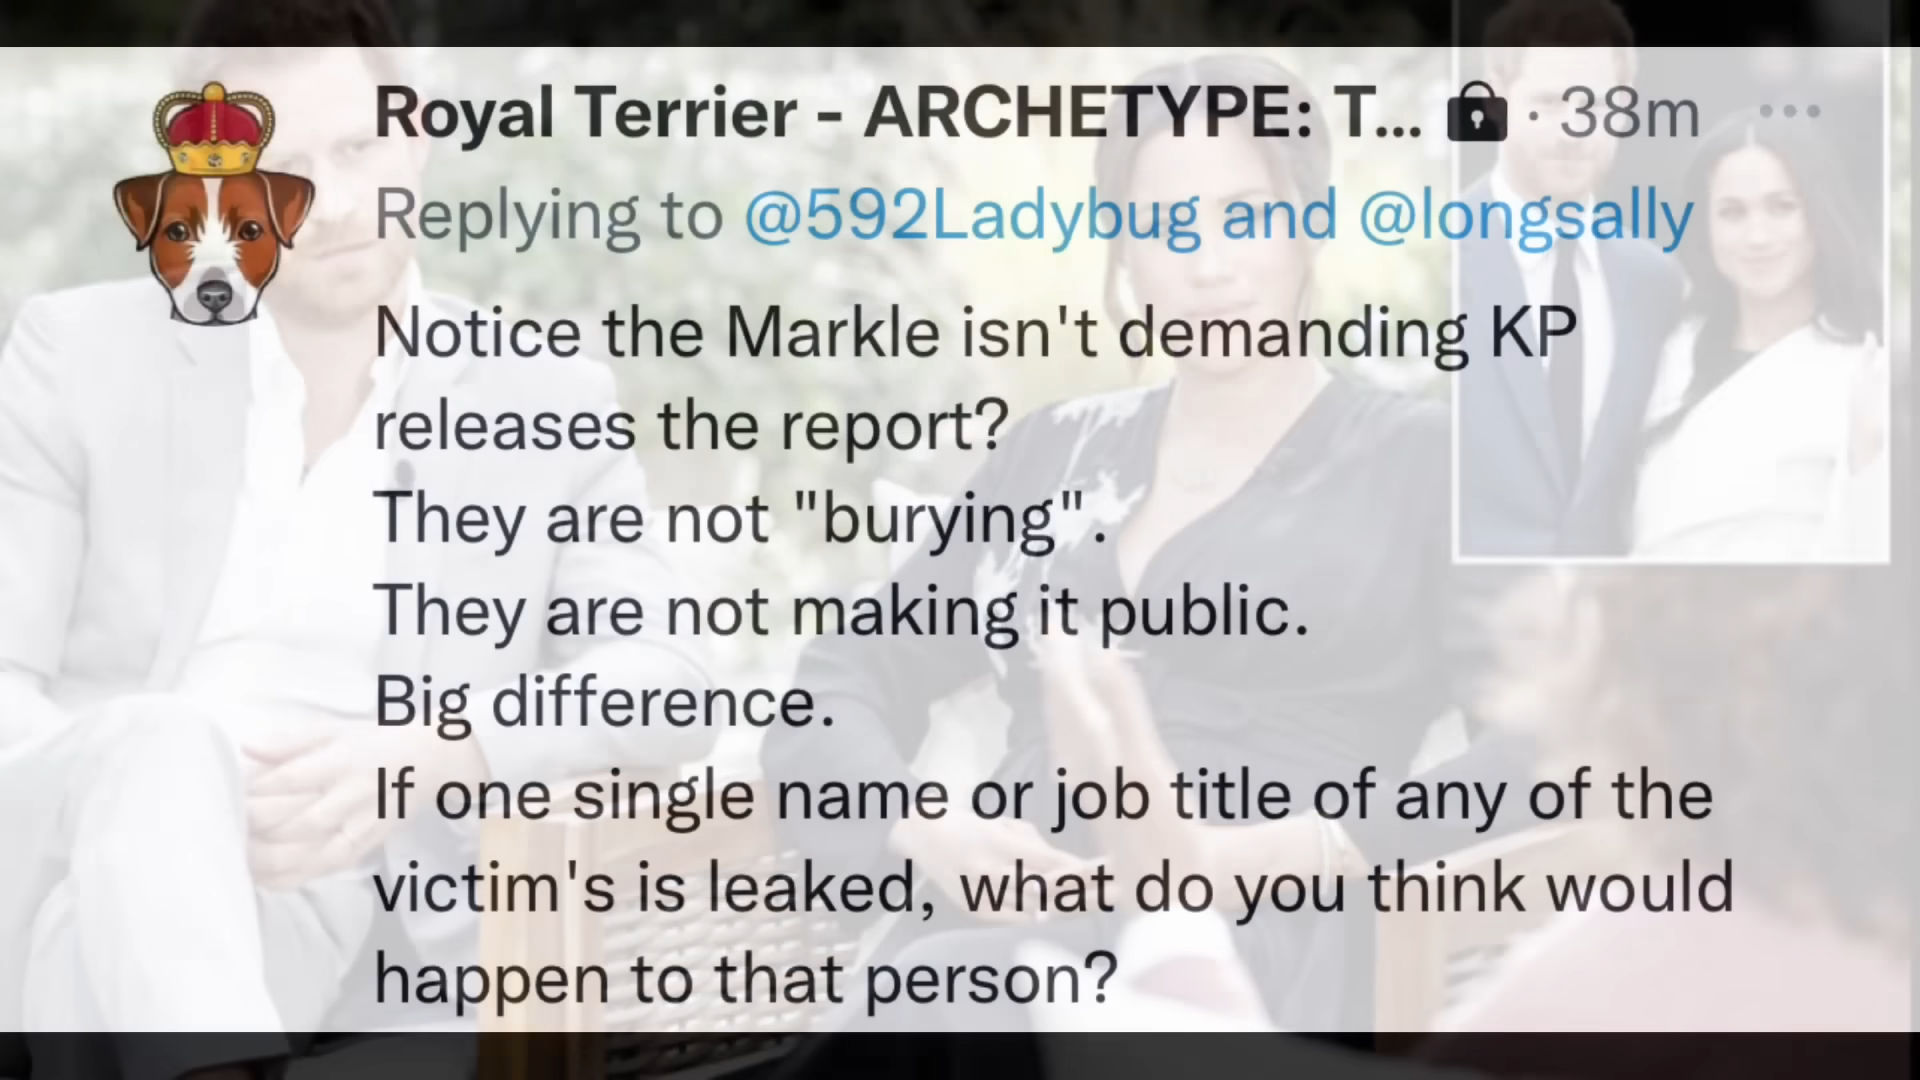 Royal Terrier - ARCHETYPE: T... · 38m
Replying to @592Ladybug and @longsally
Notice the Markle isn't demanding KP
releases the report?
They are not "burying".
They are not making it public.
Big difference.
If one single name or job title of any of the
victim's is leaked, what do you think would
happen to that person?